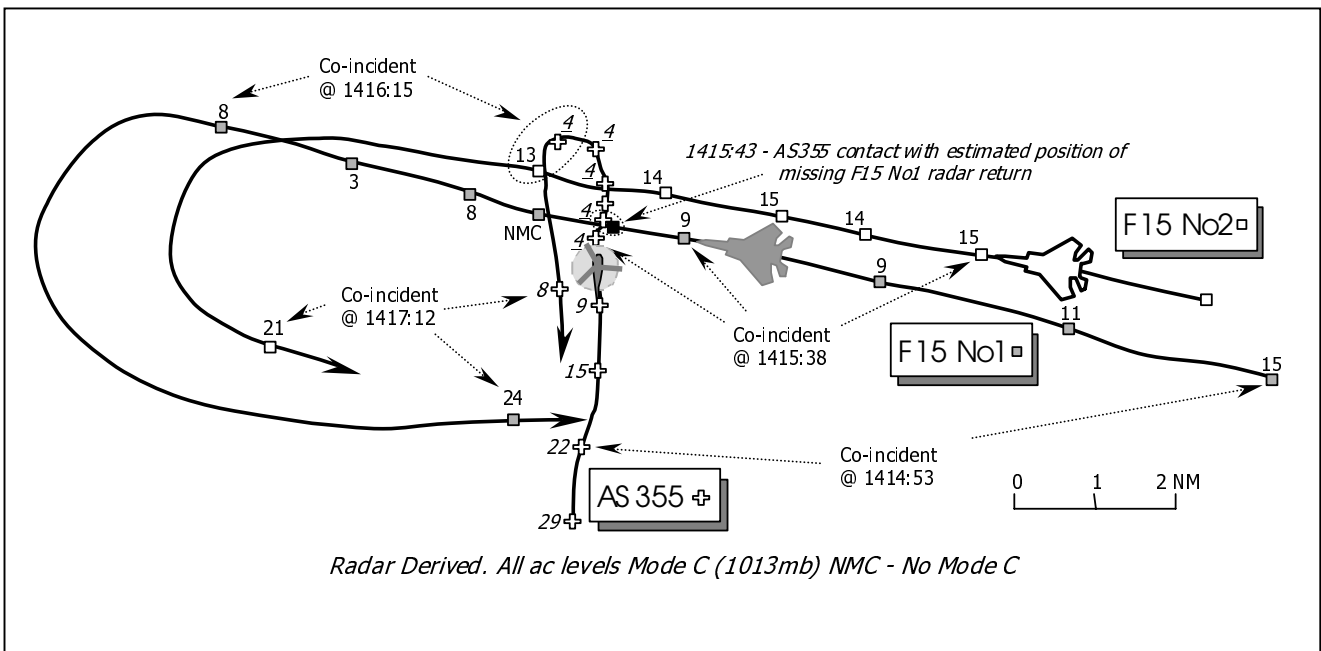 Co-incident
@ 1416:15
8
4
4
1415:43 - AS355 contact with estimated position of
missing F15 No1 radar return
13
3
4
14
8
4
15
F15 No2
NMC
4
9
14
15
Co-incident
@ 1417:12
8
9
9
21
Co-incident
@ 1415:38
F15 No1
11
15
15
24
22
Co-incident
@ 1414:53
AS 355
0 1 2 NM
29
Radar Derived. All ac levels Mode C (1013mb) NMC - No Mode C